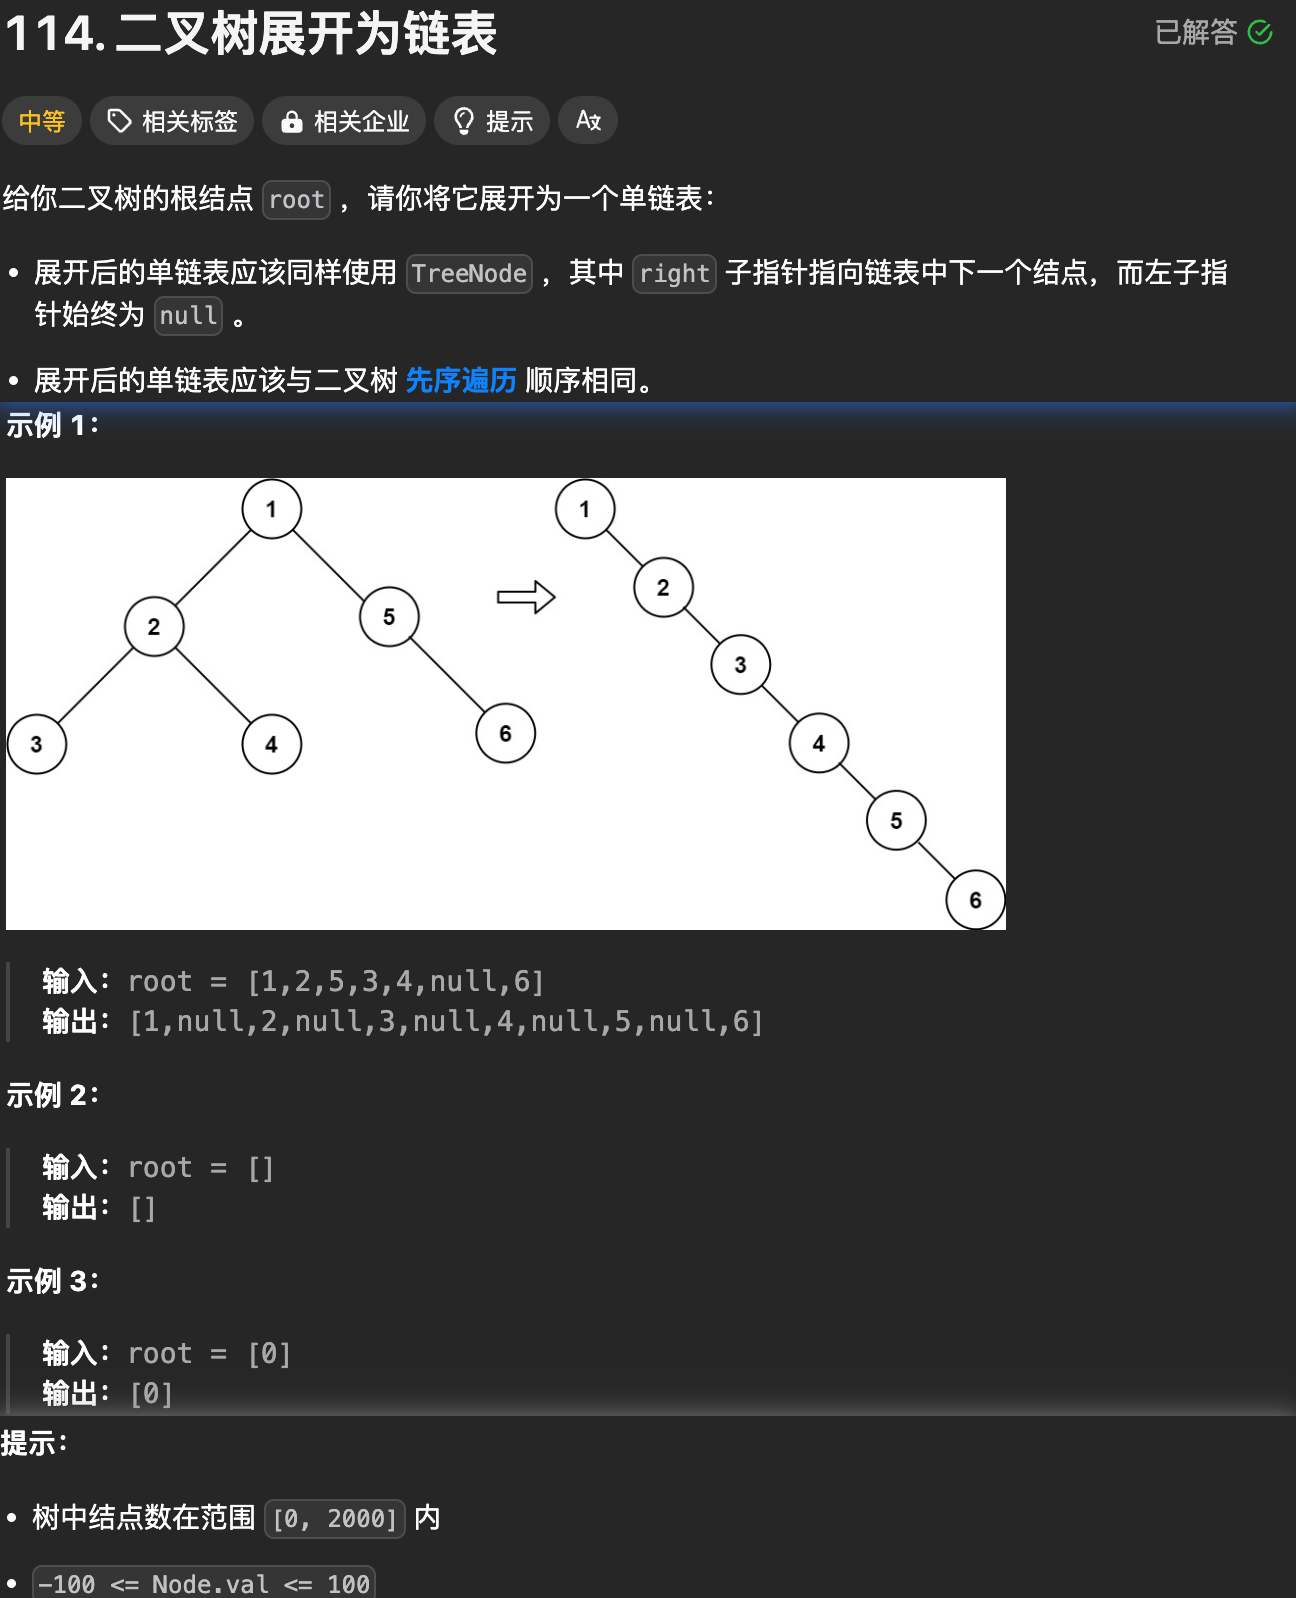 114. 二叉树展开为链表
已解答
中等 相关标签 相关企业 提示
给你二叉树的根结点 root ，请你将它展开为一个单链表：
• 展开后的单链表应该同样使用 TreeNode ，其中 right 子指针指向链表中下一个结点，而左子指
针始终为 null 。
• 展开后的单链表应该与二叉树 先序遍历 顺序相同。
示例 1：
1
2
5
3
4
6
1
2
3
4
5
6
输入：root = [1,2,5,3,4,null,6]
输出：[1,null,2,null,3,null,4,null,5,null,6]
示例 2：
输入：root = []
输出：[]
示例 3：
输入：root = [0]
输出：[0]
提示：
• 树中结点数在范围 [0, 2000] 内
• -100 <= Node.val <= 100